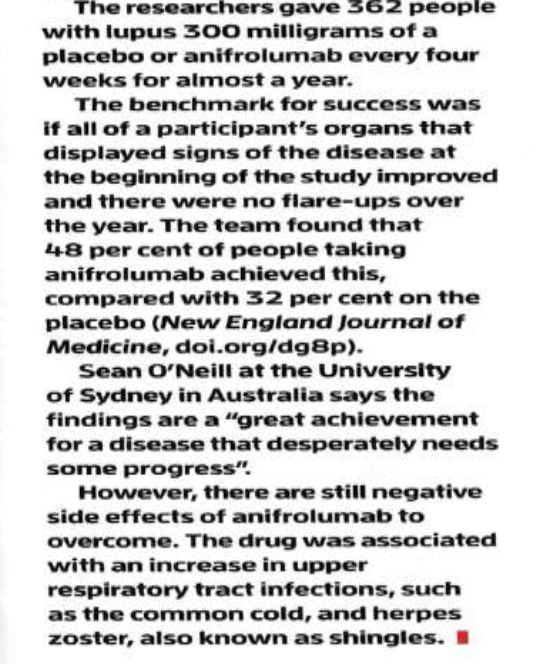 The researchers gave 362 people
with lupus 300 milligrams of a
placebo or anifrolumab every four
weeks for almost a year.
The benchmark for success was
if all of a participant's organs that
displayed signs of the disease at
the beginning of the study improved
and there were no flare-ups over
the year. The team found that
48 per cent of people taking
anifrolumab achieved this,
compared with 32 per cent on the
placebo (New England Journal of
Medicine, doi.org/dg8p).
Sean O'Neill at the University
of Sydney in Australia says the
findings are a "great achievement
for a disease that desperately needs
some progress".
However, there are still negative
side effects of anifrolumab to
overcome. The drug was associated
with an increase in upper
respiratory tract infections, such
as the common cold, and herpes
zoster, also known as shingles.